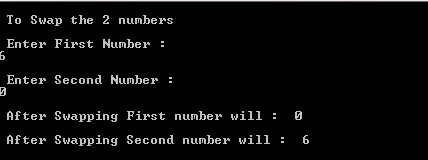 To Swap the 2 numbers
Enter First Number :
6
Enter Second Number :
0
After Swapping First number will : 0
After Swapping Second number will : 6